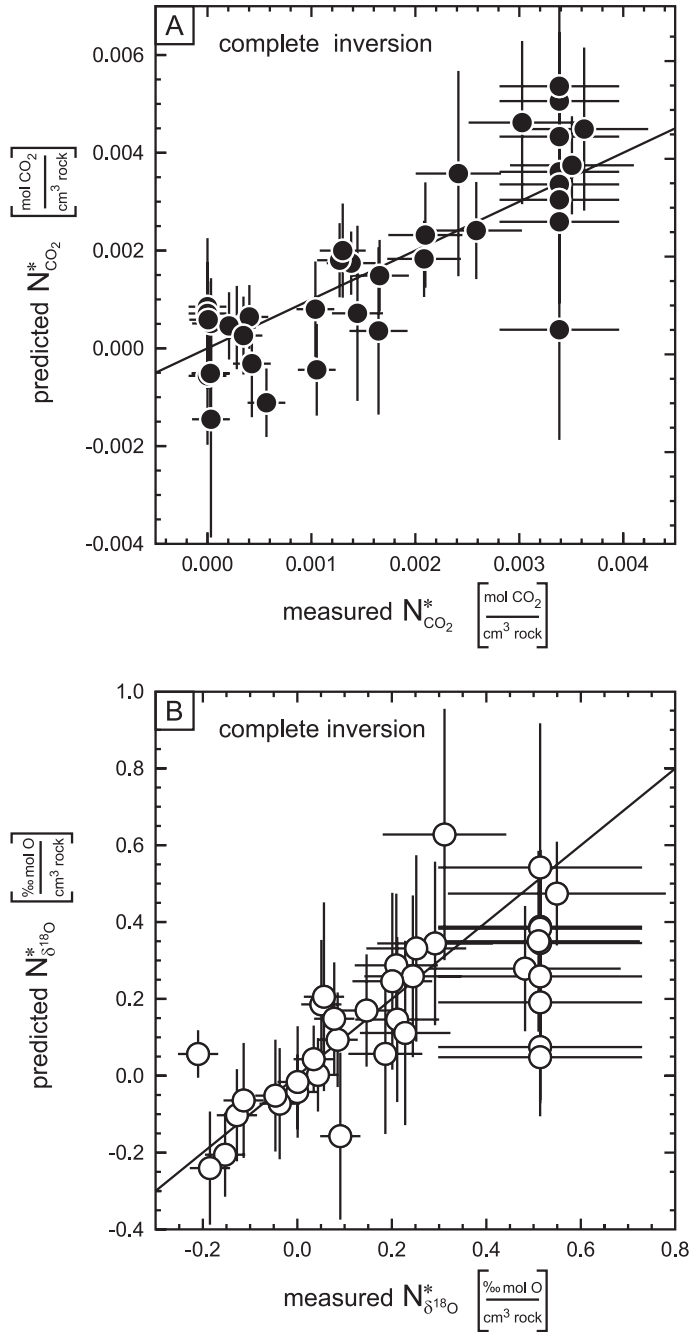 A
complete inversion
0.006
0.004
0.002
0.000
-0.002
-0.004
predicted N*CO2 [mol CO2 / cm3 rock]
0.000 0.001 0.002 0.003 0.004
measured N*CO2 [mol CO2 / cm3 rock]
B
complete inversion
1.0
0.8
0.6
0.4
0.2
0.0
-0.2
-0.4
predicted N*δ18O [‰ mol O / cm3 rock]
-0.2 0.0 0.2 0.4 0.6 0.8
measured N*δ18O [‰ mol O / cm3 rock]